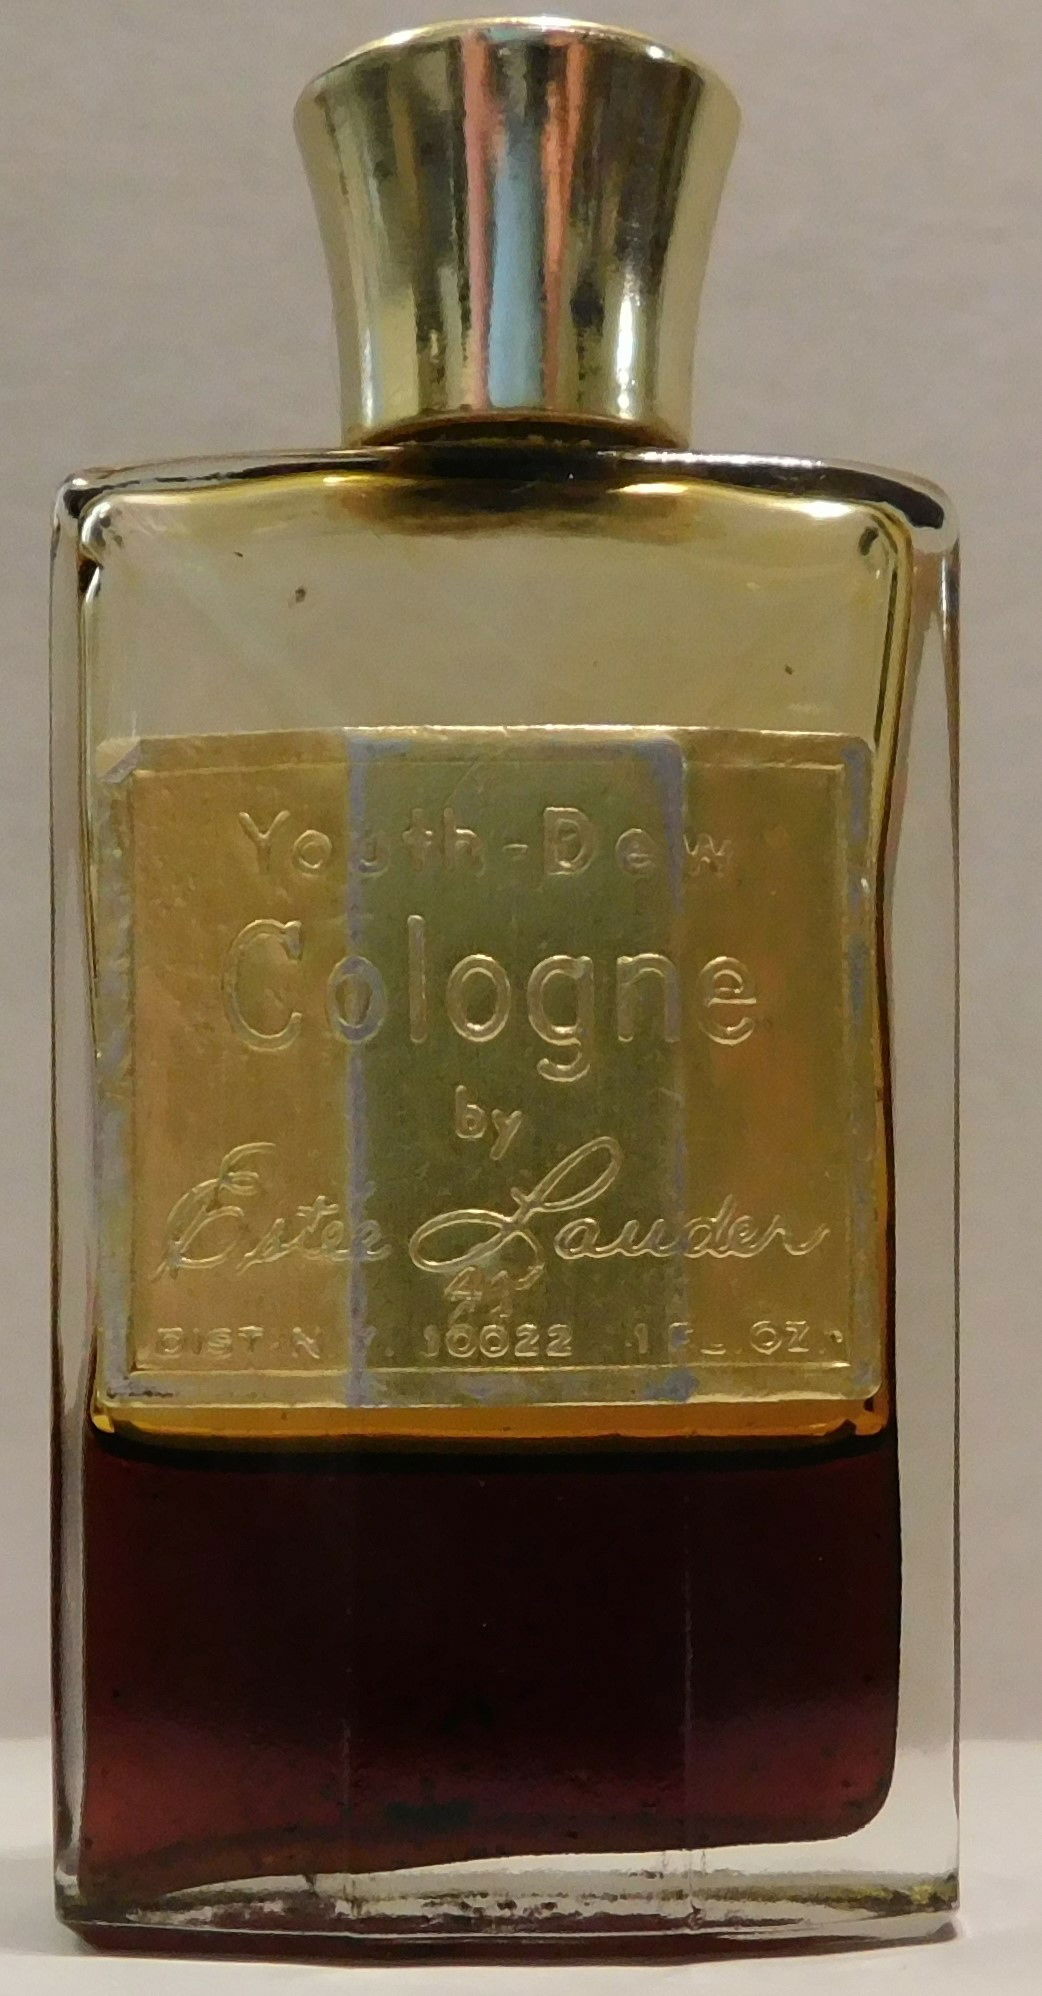 Youth-Dew
Cologne
by
Estée Lauder
DIST. N.Y. 10022 1 FL. OZ.